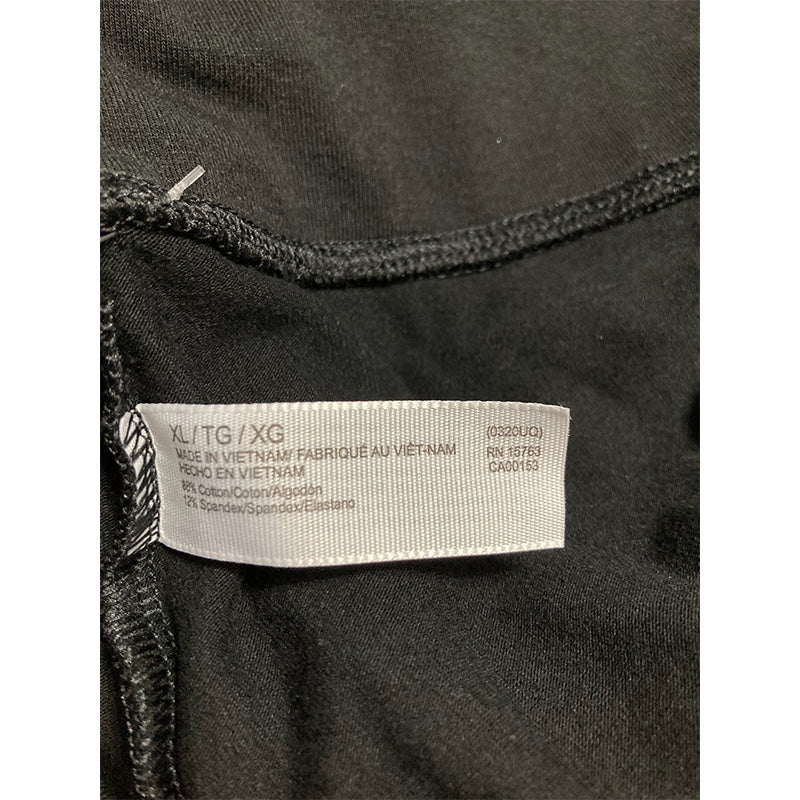 XL / TG / XG (0320UQ)
MADE IN VIETNAM/ FABRIQUÉ AU VIÊT-NAM RN 15763
HECHO EN VIETNAM CA00153
88% Cotton/Coton/Algodón
12% Spandex/Spandex/Elastano